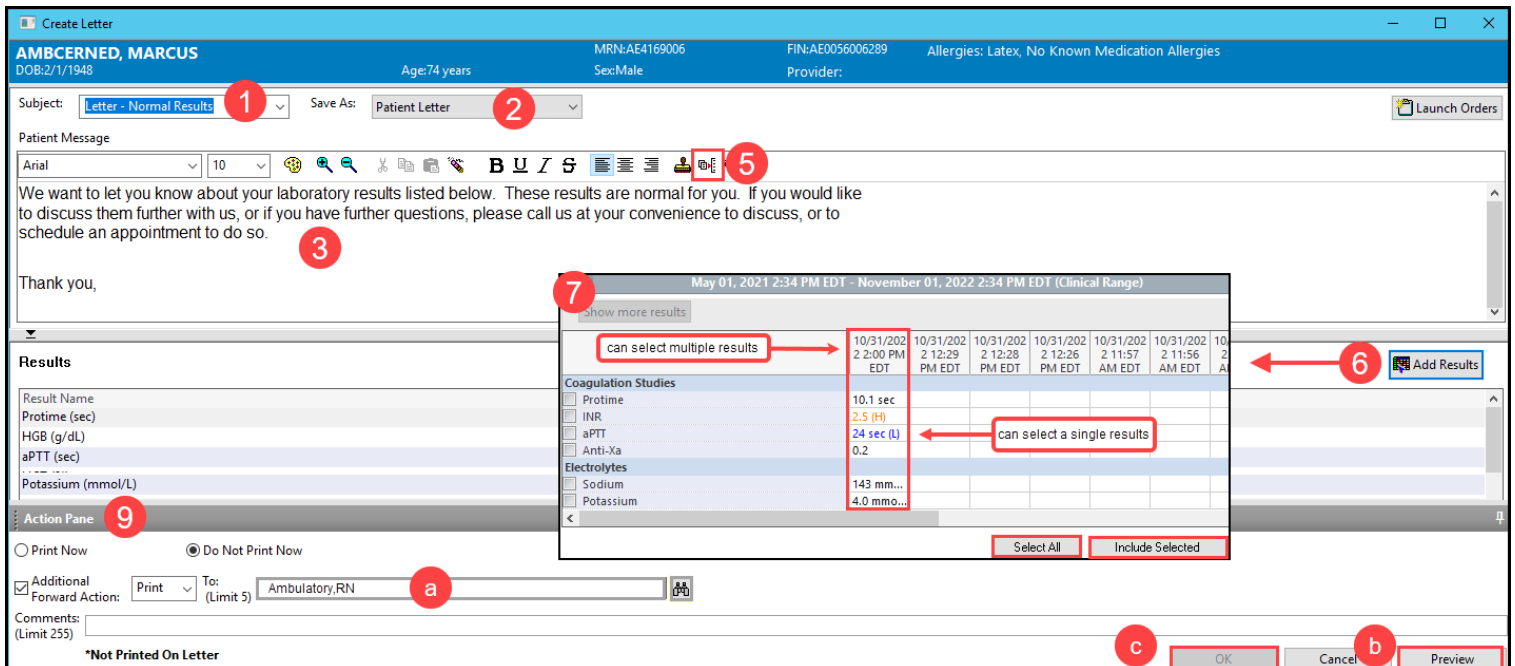 Create Letter
AMBCERNED, MARCUS
MRN:AE4169006
FIN:AE0056006289
Allergies: Latex, No Known Medication Allergies
DOB:2/1/1948
Age:74 years
Sex:Male
Provider:
Subject:
Letter - Normal Results
1
Save As:
Patient Letter
2
Launch Orders
Patient Message
Arial
10
B U I S
5
We want to let you know about your laboratory results listed below. These results are normal for you. If you would like
to discuss them further with us, or if you have further questions, please call us at your convenience to discuss, or to
schedule an appointment to do so.
3
Thank you,
7
May 01, 2021 2:34 PM EDT - November 01, 2022 2:34 PM EDT (Clinical Range)
Show more results
can select multiple results
10/31/202 10/31/202 10/31/202 10/31/202 10/31/202 10/31/202 10/
2 2:00 PM 2 12:29 2 12:28 2 12:26 2 11:57 2 11:56 2
EDT PM EDT PM EDT PM EDT AM EDT AM EDT
Coagulation Studies
Protime 10.1 sec
INR 2.5 (H)
aPTT 24 sec (L)
can select a single results
Anti-Xa 0.2
Electrolytes
Sodium 143 mm...
Potassium 4.0 mmo...
Select All
Include Selected
6
Add Results
Results
Result Name
Protime (sec)
HGB (g/dL)
aPTT (sec)
Potassium (mmol/L)
Action Pane
9
Print Now
Do Not Print Now
Additional
Forward Action:
Print
To:
(Limit 5)
Ambulatory,RN
a
Comments:
(Limit 255)
*Not Printed On Letter
c
OK
Cancel
b
Preview